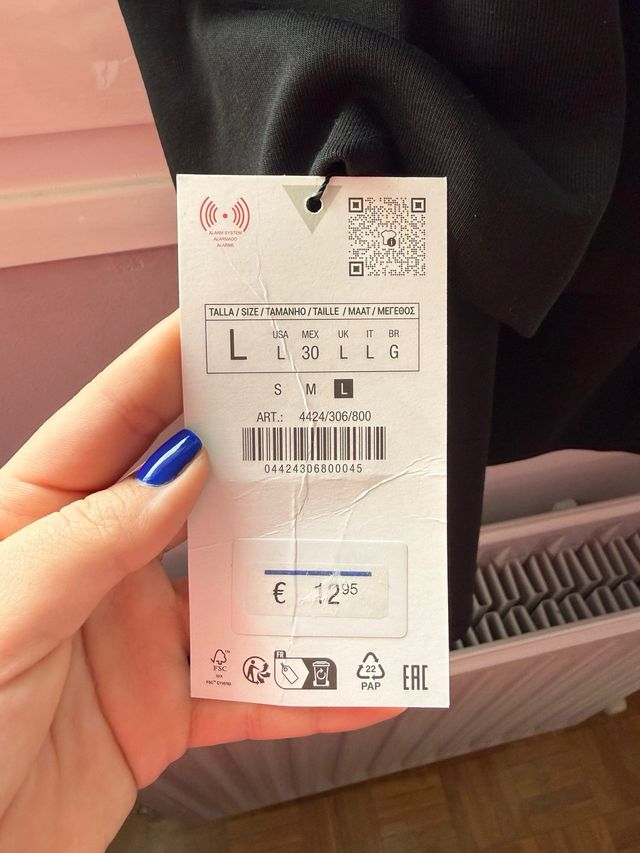 ALARM SYSTEM
ALARMADO
ALARME
TALLA / SIZE / TAMANHO / TAILLE / MAAT / ΜΕΓΕΘΟΣ
USA MEX UK IT BR
L L 30 L L G
S M L
ART.: 4424/306/800
04424306800045
€ 12,95
FR
FSC
MIX
22
PAP
EAC